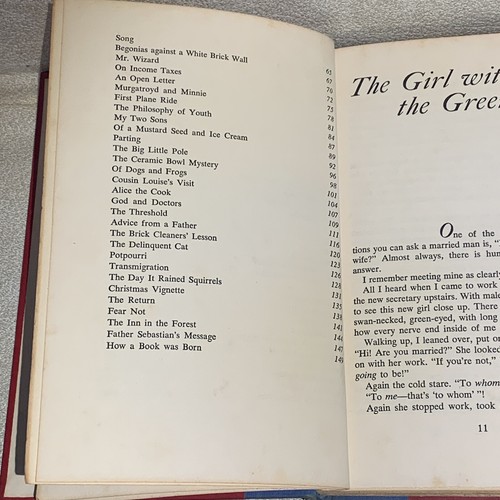 Song 65
Begonias against a White Brick Wall 67
Mr. Wizard 70
On Income Taxes 72
An Open Letter
Murgatroyd and Minnie 78
First Plane Ride 81
The Philosophy of Youth 84
My Two Sons 87
Of a Mustard Seed and Ice Cream 89
Parting 92
The Big Little Pole 96
The Ceramic Bowl Mystery 98
Of Dogs and Frogs 101
Cousin Louise's Visit 104
Alice the Cook 107
God and Doctors 109
The Threshold 111
Advice from a Father 116
The Brick Cleaners' Lesson 120
The Delinquent Cat
Potpourri 126
Transmigration 128
The Day It Rained Squirrels 131
Christmas Vignette 135
The Return 138
Fear Not
The Inn in the Forest
Father Sebastian's Message 147
How a Book was Born 149
The Girl wit
the Gree
One of the
tions you can ask a married man is, "
wife?" Almost always, there is hun
answer.
I remember meeting mine as clearly
All I heard when I came to work
the new secretary upstairs. With male
to see this new girl close up. There
swan-necked, green-eyed, with long
how every nerve end inside of me
Walking up, I leaned over, put on
"Hi! Are you married?" She looked
on with her work. "If you're not,"
going to be!"
Again the cold stare. "To whom
"To me—that's 'to whom' "!
Again she stopped work, took
11